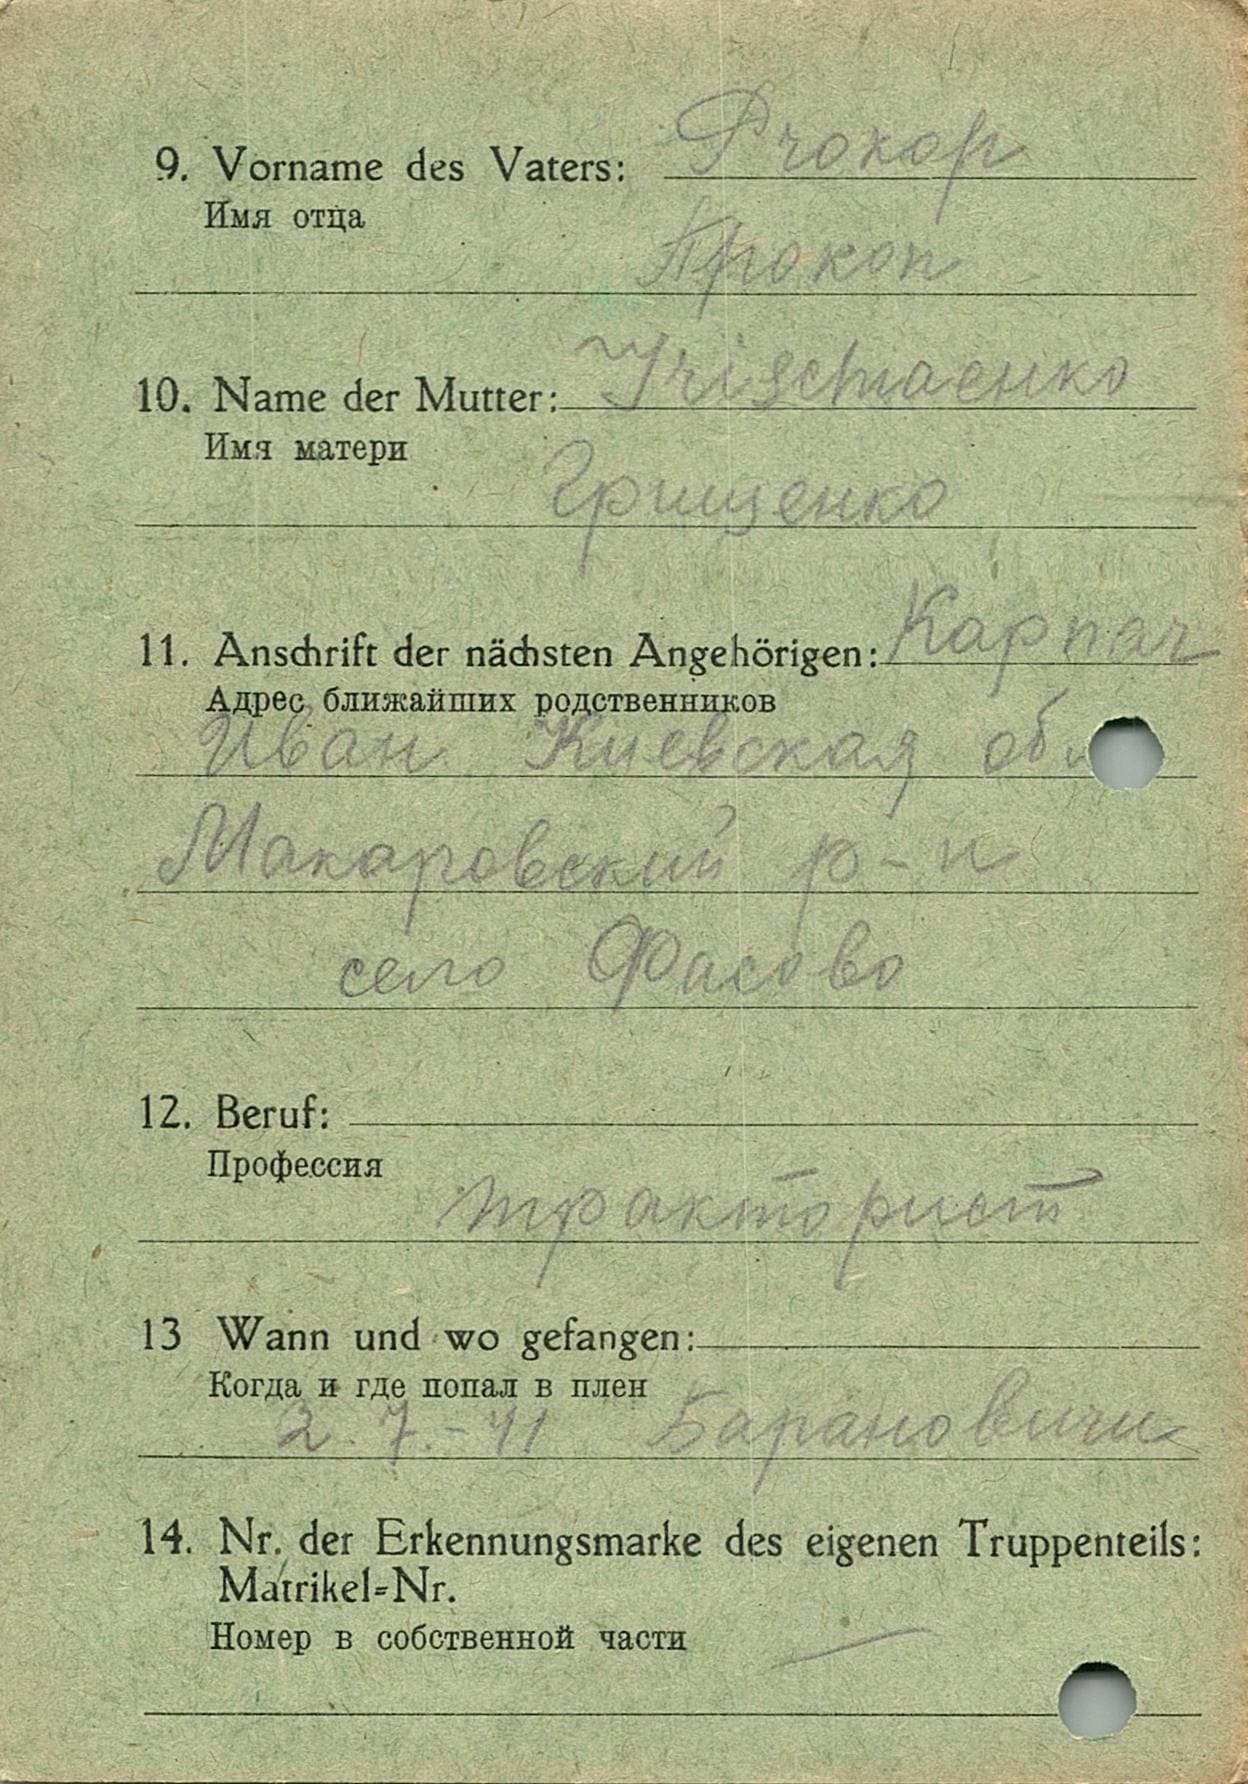 9. Vorname des Vaters: Prokop
Имя отца
Прокоп
10. Name der Mutter: Grischaenko
Имя матери
Грищенко
11. Anschrift der nächsten Angehörigen: Карпач
Адрес ближайших родственников
Иван Киевская об
Макаровский р-н
село Фасово
12. Beruf:
Профессия
тракторист
13 Wann und wo gefangen:
Когда и где попал в плен
2.7.-41 Барановичи
14. Nr. der Erkennungsmarke des eigenen Truppenteils:
Matrikel=Nr.
Номер в собственной части
—